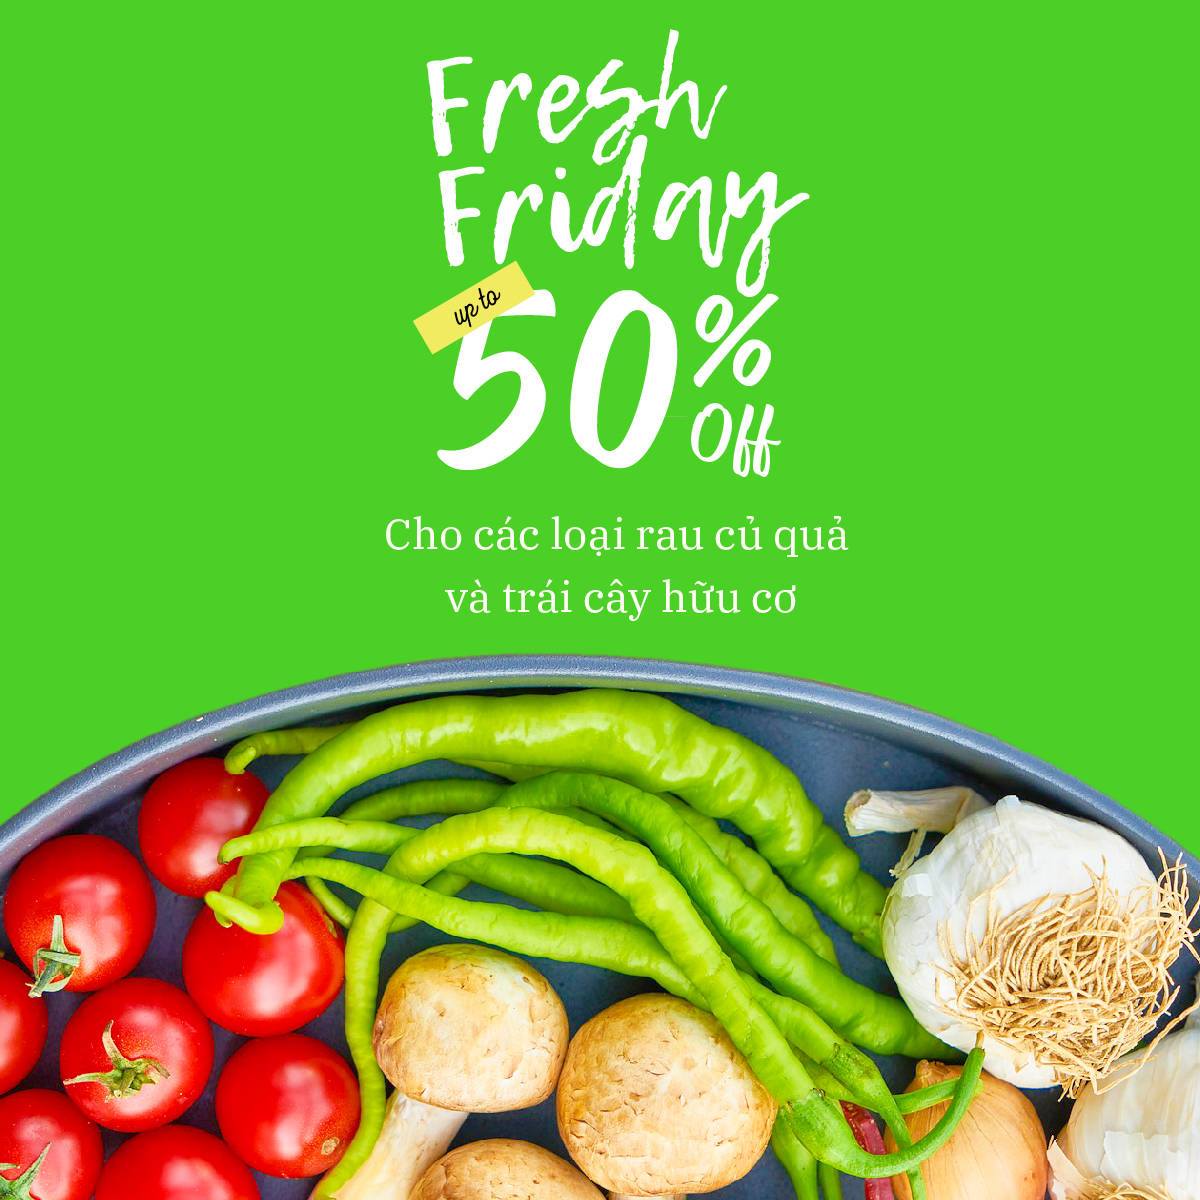 Fresh
Friday
up to
50%
Off
Cho các loại rau củ quả
và trái cây hữu cơ